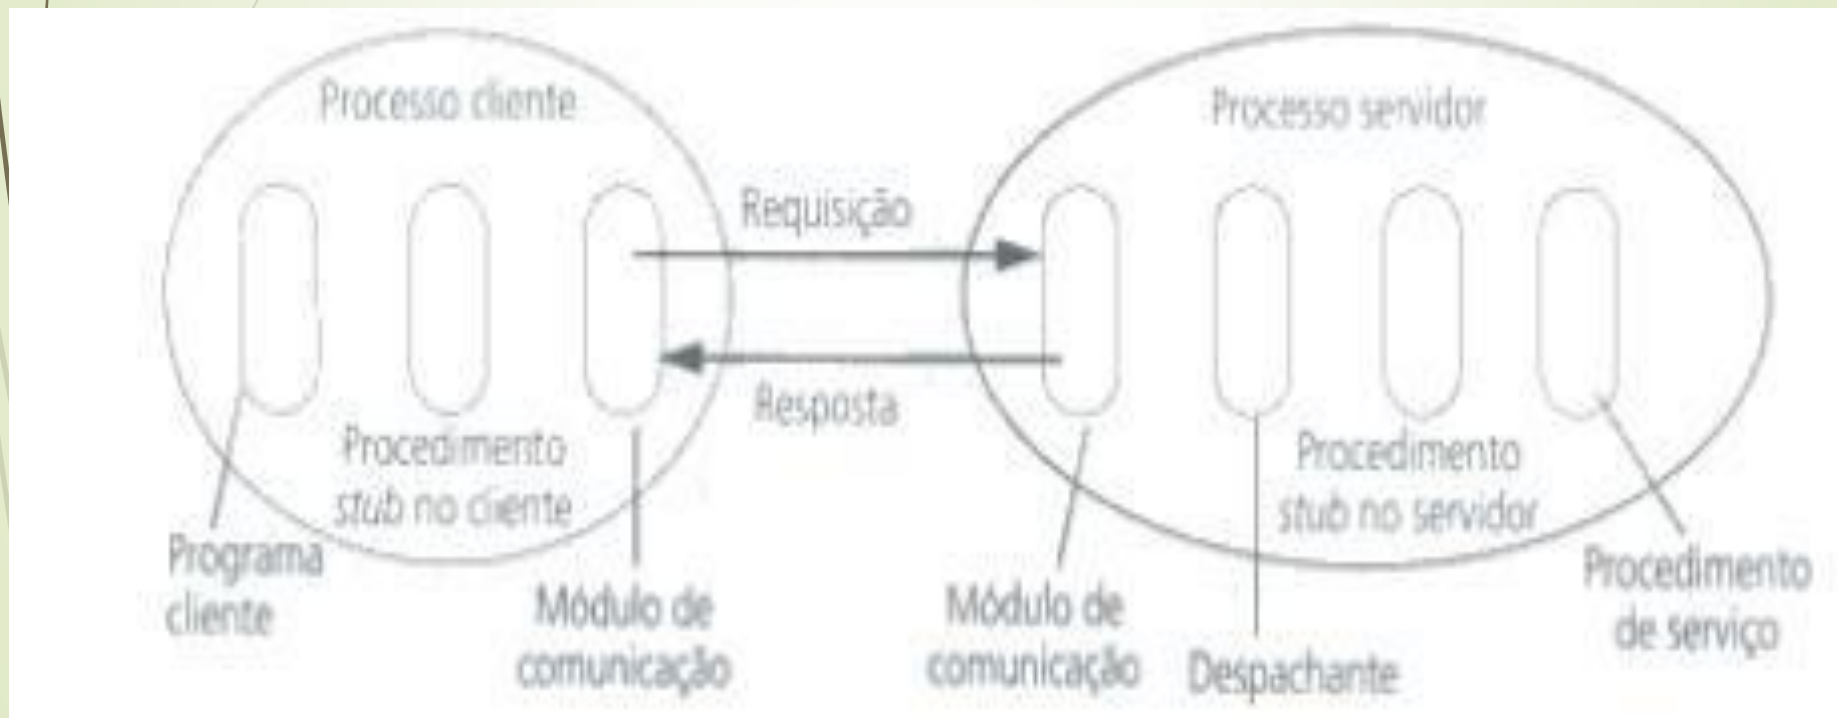 Processo cliente
Processo servidor
Requisição
Resposta
Procedimento
stub no cliente
Procedimento
stub no servidor
Programa
cliente
Módulo de
comunicação
Módulo de
comunicação
Despachante
Procedimento
de serviço